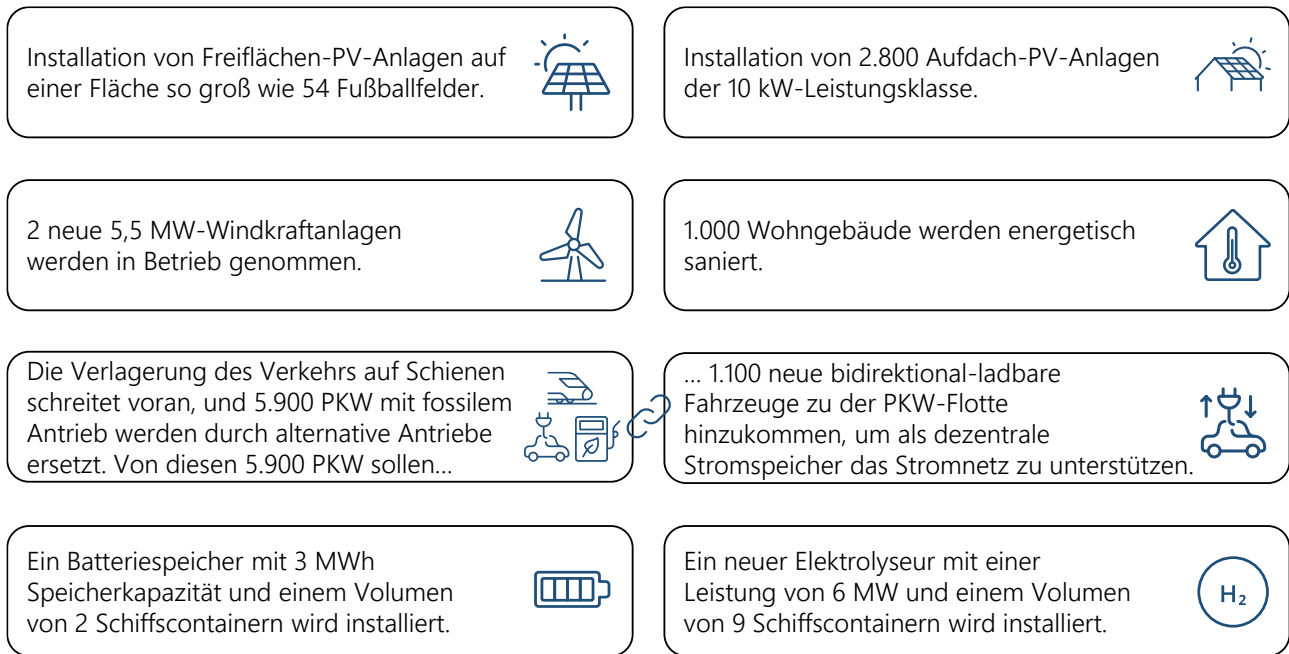 Installation von Freiflächen-PV-Anlagen auf
einer Fläche so groß wie 54 Fußballfelder.
Installation von 2.800 Aufdach-PV-Anlagen
der 10 kW-Leistungsklasse.
2 neue 5,5 MW-Windkraftanlagen
werden in Betrieb genommen.
1.000 Wohngebäude werden energetisch
saniert.
Die Verlagerung des Verkehrs auf Schienen
schreitet voran, und 5.900 PKW mit fossilem
Antrieb werden durch alternative Antriebe
ersetzt. Von diesen 5.900 PKW sollen...
... 1.100 neue bidirektional-ladbare
Fahrzeuge zu der PKW-Flotte
hinzukommen, um als dezentrale
Stromspeicher das Stromnetz zu unterstützen.
Ein Batteriespeicher mit 3 MWh
Speicherkapazität und einem Volumen
von 2 Schiffscontainern wird installiert.
Ein neuer Elektrolyseur mit einer
Leistung von 6 MW und einem Volumen
von 9 Schiffscontainern wird installiert.
H₂